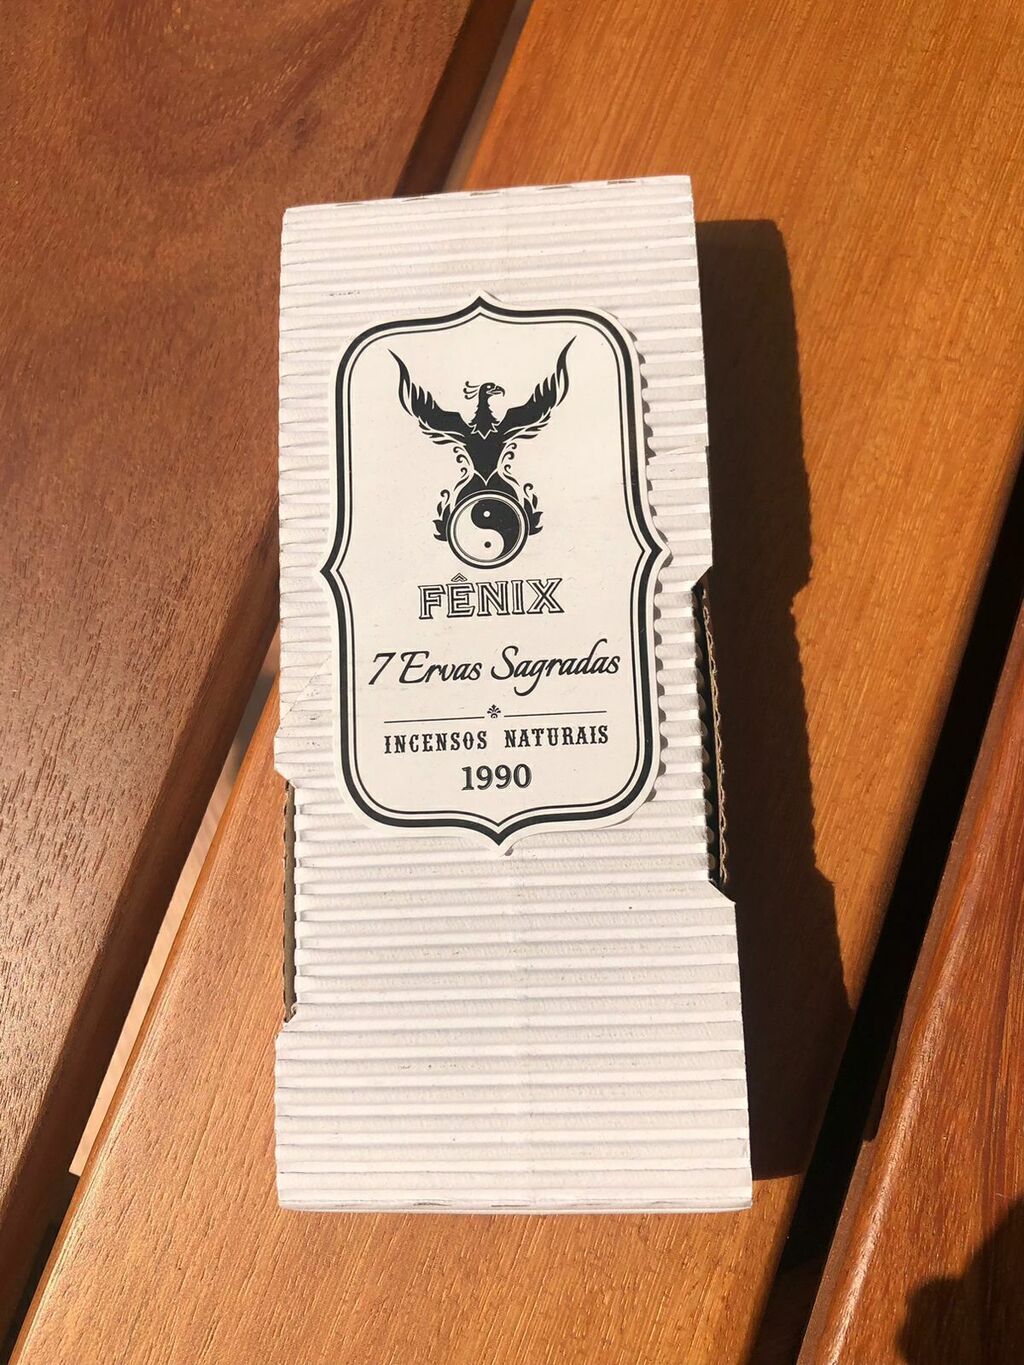 FÊNIX
7 Ervas Sagradas
INCENSOS NATURAIS
1990